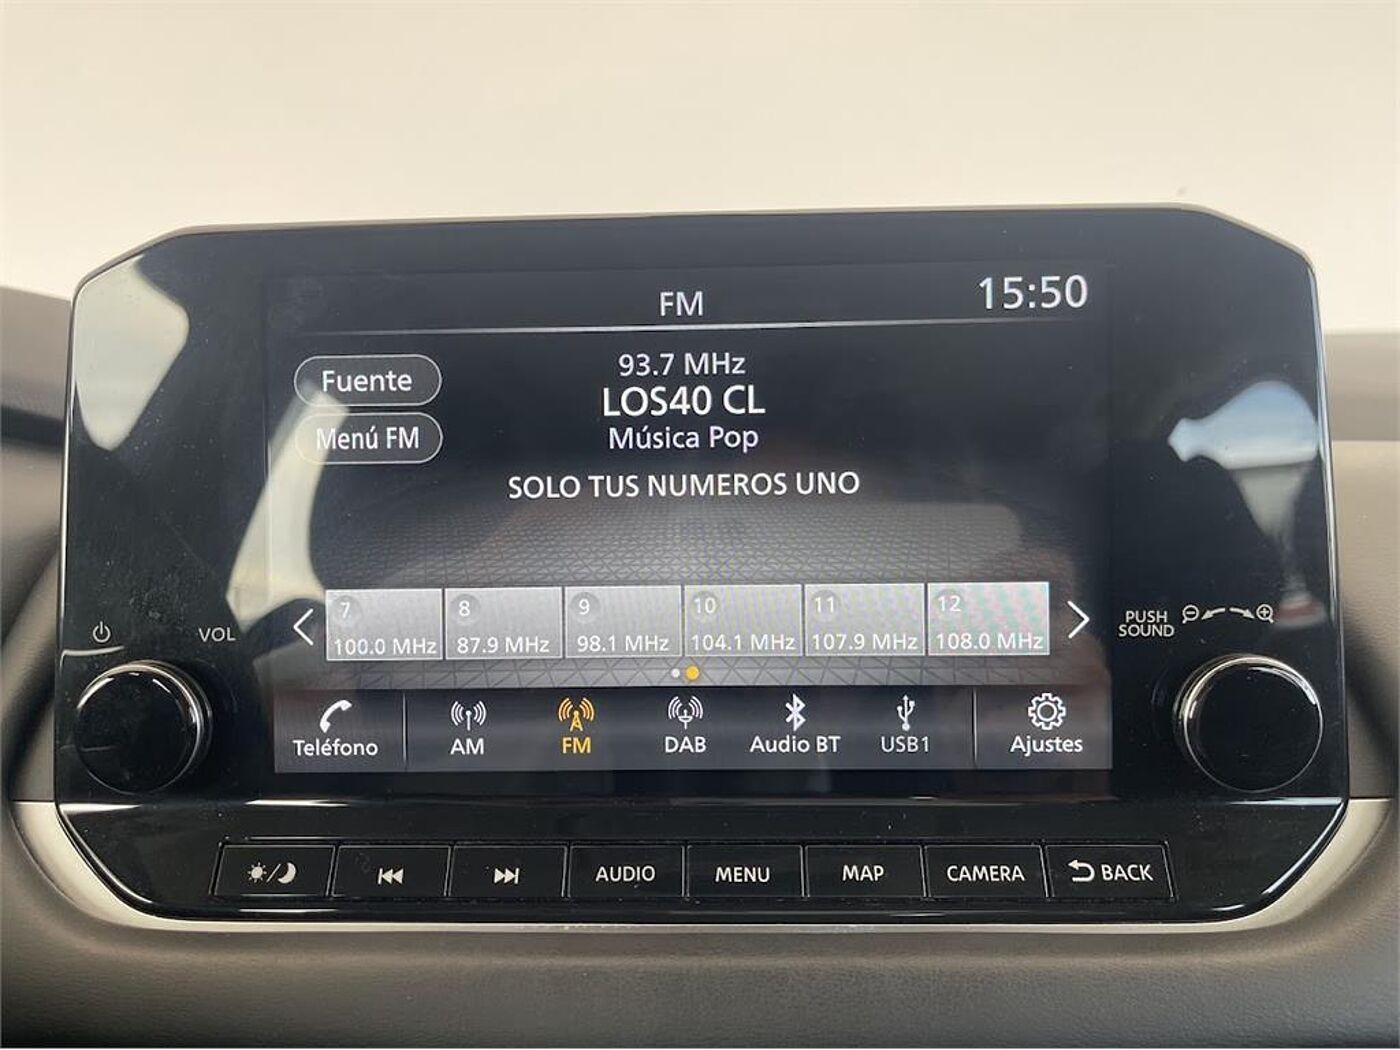 FM
15:50
Fuente
93.7 MHz
LOS40 CL
Menú FM
Música Pop
SOLO TUS NUMEROS UNO
7
8
9
10
11
12
100.0 MHz
87.9 MHz
98.1 MHz
104.1 MHz
107.9 MHz
108.0 MHz
VOL
PUSH
SOUND
Teléfono
AM
FM
DAB
Audio BT
USB1
Ajustes
AUDIO
MENU
MAP
CAMERA
BACK